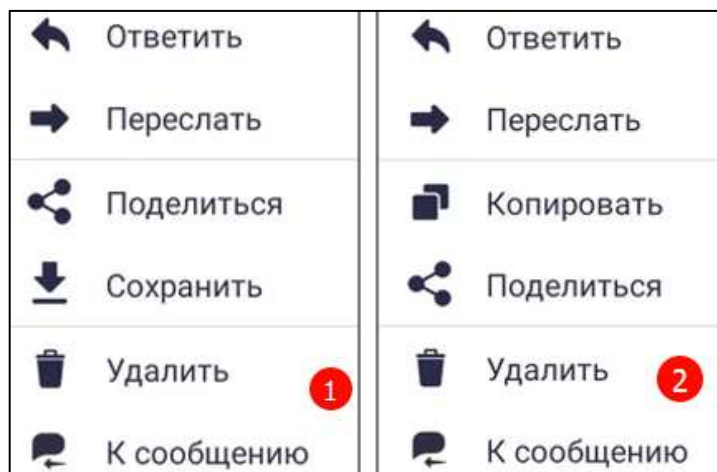 Ответить
Переслать
Поделиться
Сохранить
Удалить
1
К сообщению
Ответить
Переслать
Копировать
Поделиться
Удалить
2
К сообщению